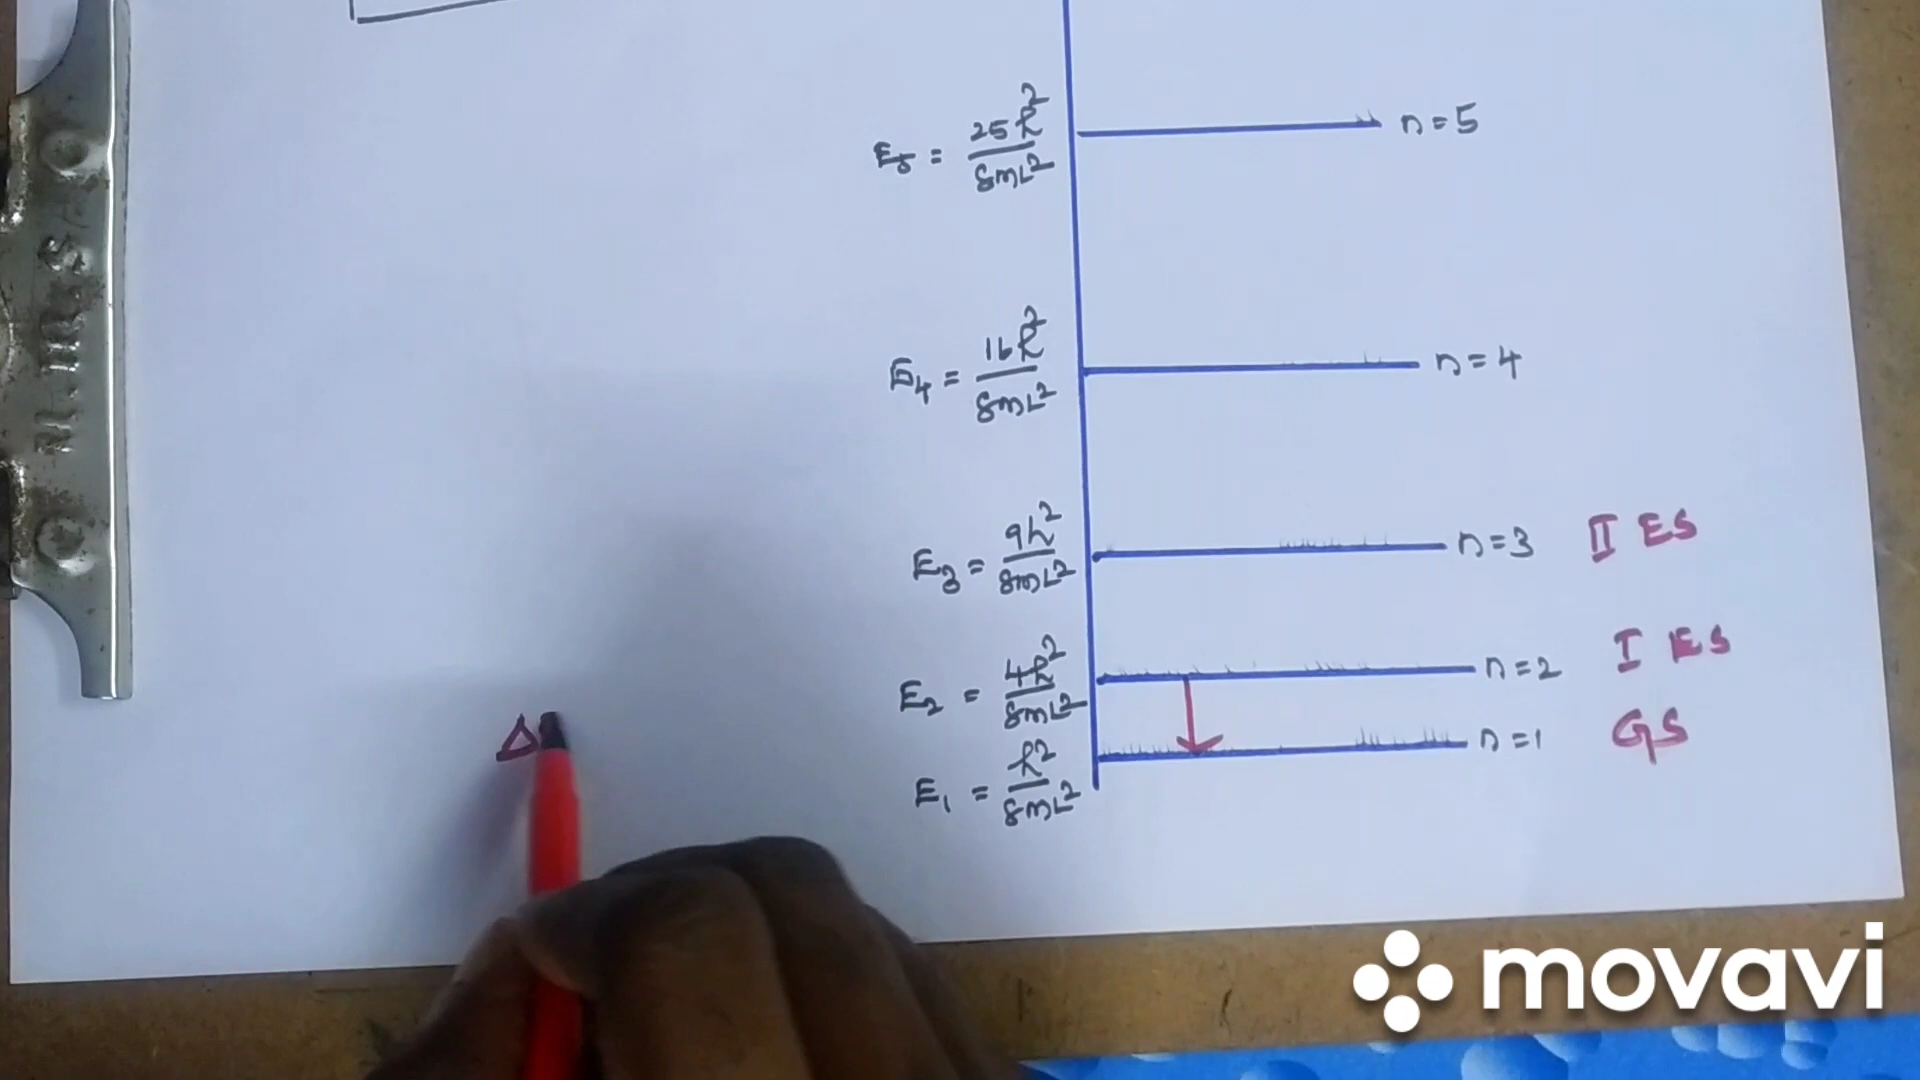 E5 = 25h²/8mL² n=5
E4 = 16h²/8mL² n=4
E3 = 9h²/8mL² n=3 II ES
E2 = 4h²/8mL² n=2 I ES
E1 = h²/8mL² n=1 GS
Δ
movavi